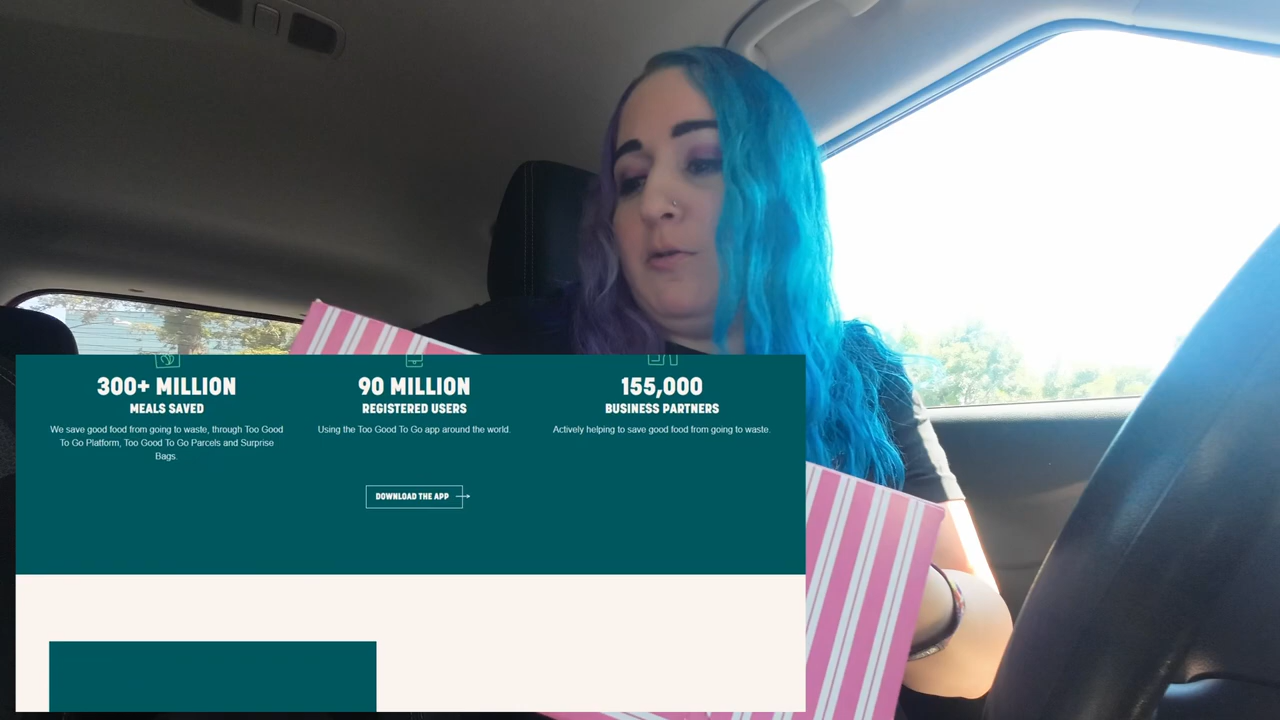 300+ MILLION
MEALS SAVED
We save good food from going to waste, through Too Good
To Go Platform, Too Good To Go Parcels and Surprise
Bags.
90 MILLION
REGISTERED USERS
Using the Too Good To Go app around the world.
155,000
BUSINESS PARTNERS
Actively helping to save good food from going to waste.
DOWNLOAD THE APP